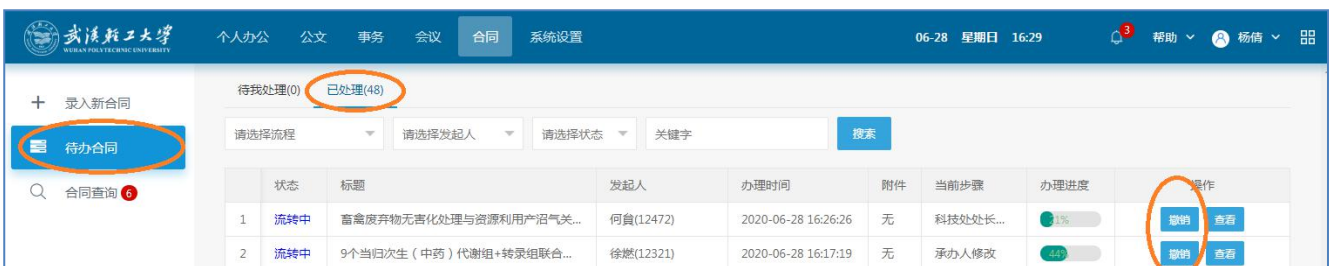 武汉轻工大学 个人办公 公文 事务 会议 合同 系统设置 06-28 星期日 16:29 3 帮助 杨倩
WUHAN POLYTECHNIC UNIVERSITY
待我处理(0) 已处理(48)
录入新合同
请选择流程 请选择发起人 请选择状态 关键字 搜索
待办合同
状态 标题 发起人 办理时间 附件 当前步骤 办理进度 操作
合同查询 6
1 流转中 畜禽废弃物无害化处理与资源利用产沼气关... 2020-06-28 16:26:26 无 科技处处长... 撤销 查看
2 流转中 9个当归次生（中药）代谢组+转录组联合... 徐燃(12321) 2020-06-28 16:17:19 无 承办人修改 44% 撤销 查看